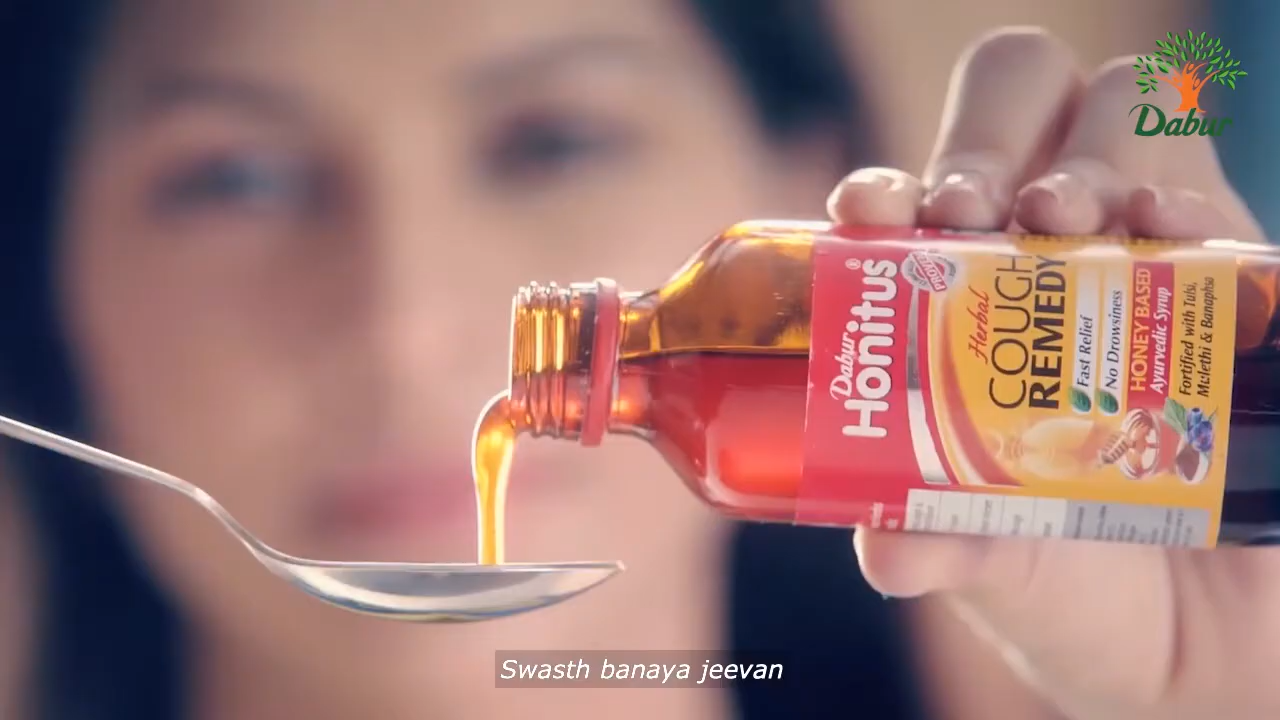 Dabur
Dabur
Honitus®
Herbal
COUGH
REMEDY
Fast Relief
No Drowsiness
HONEY BASED
Ayurvedic Syrup
Fortified with Tulsi,
Mulethi & Banaphsa
Swasth banaya jeevan